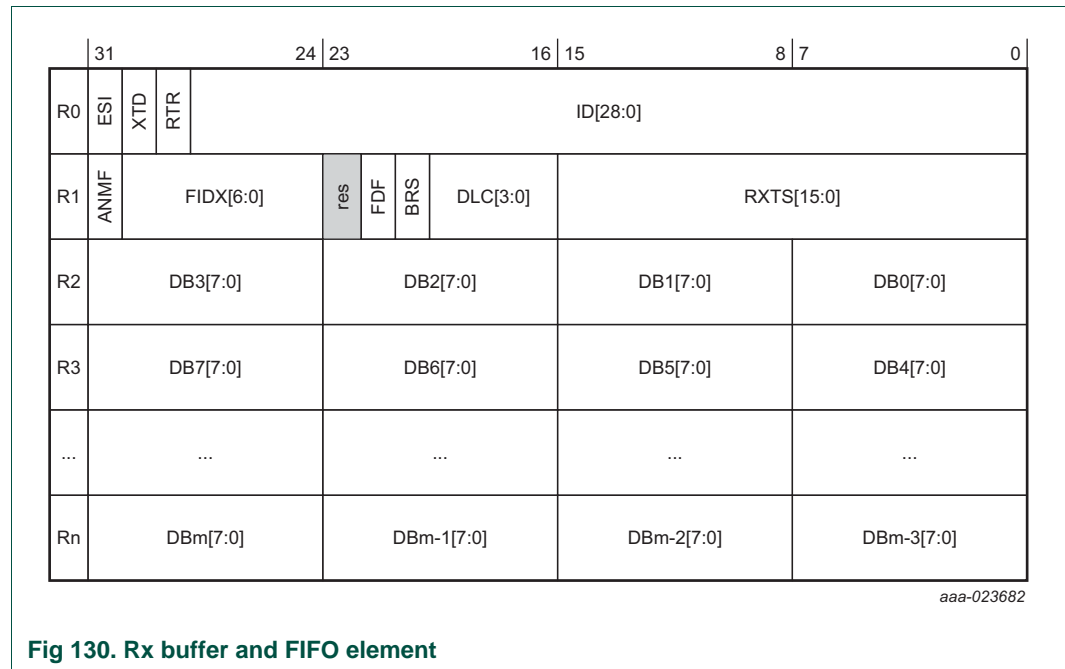 31 24 23 16 15 8 7 0
R0 ESI XTD RTR ID[28:0]
R1 ANMF FIDX[6:0] res FDF BRS DLC[3:0] RXTS[15:0]
R2 DB3[7:0] DB2[7:0] DB1[7:0] DB0[7:0]
R3 DB7[7:0] DB6[7:0] DB5[7:0] DB4[7:0]
... ... ... ... ...
Rn DBm[7:0] DBm-1[7:0] DBm-2[7:0] DBm-3[7:0]
aaa-023682
Fig 130. Rx buffer and FIFO element